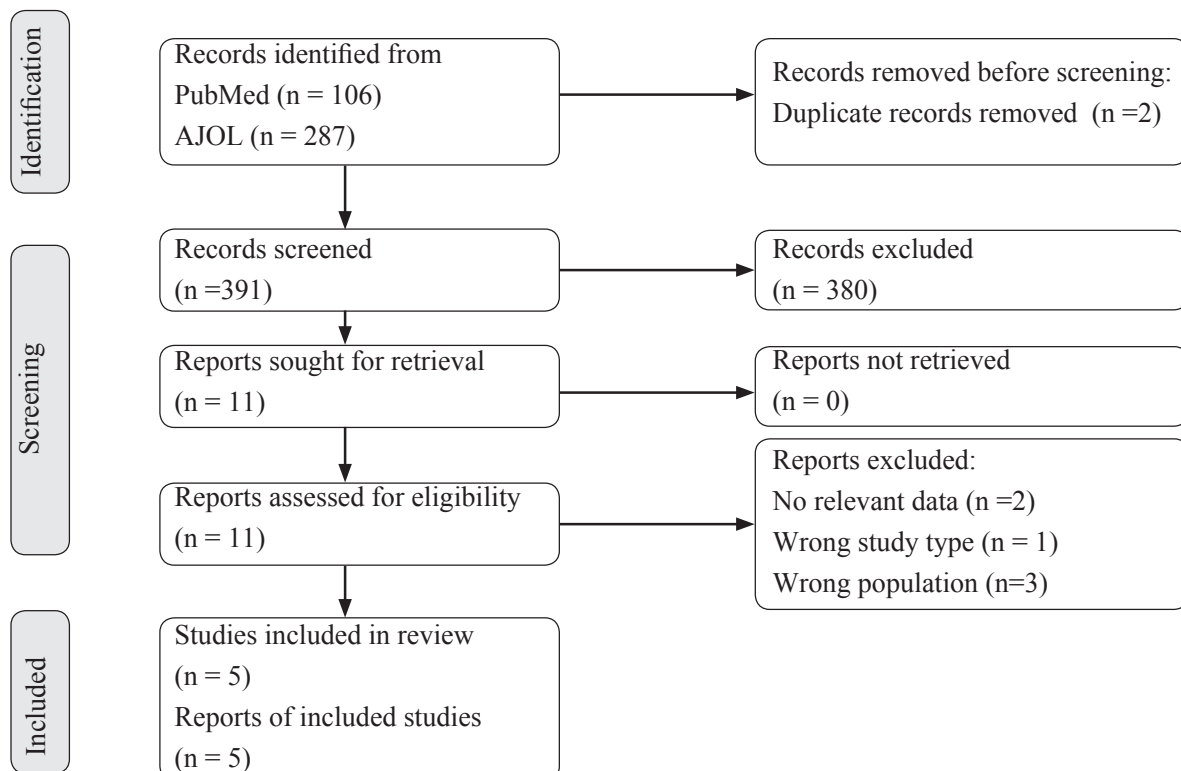 Identification
Records identified from
PubMed (n = 106)
AJOL (n = 287)
Records removed before screening:
Duplicate records removed (n =2)
Screening
Records screened
(n =391)
Records excluded
(n = 380)
Reports sought for retrieval
(n = 11)
Reports not retrieved
(n = 0)
Reports assessed for eligibility
(n = 11)
Reports excluded:
No relevant data (n =2)
Wrong study type (n = 1)
Wrong population (n=3)
Included
Studies included in review
(n = 5)
Reports of included studies
(n = 5)